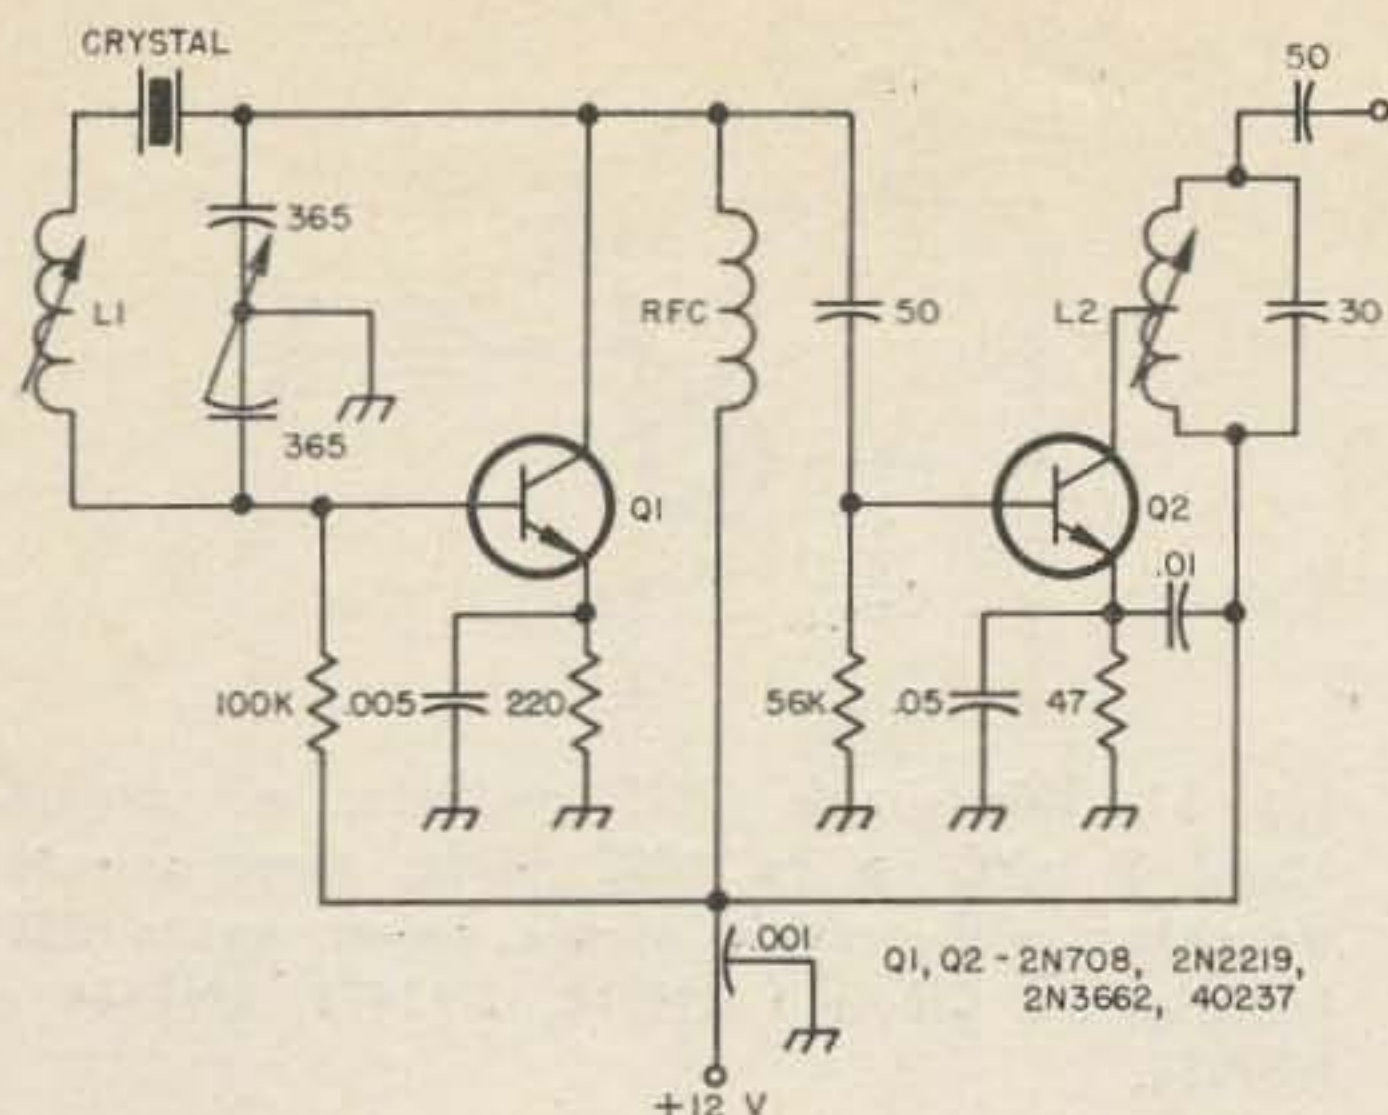 CRYSTAL
50
365
L1
RFC
50
L2
30
365
Q1
Q2
.01
100K
.005
220
56K
.05
47
.001
Q1, Q2 - 2N708, 2N2219,
2N3662, 40237
+12 V